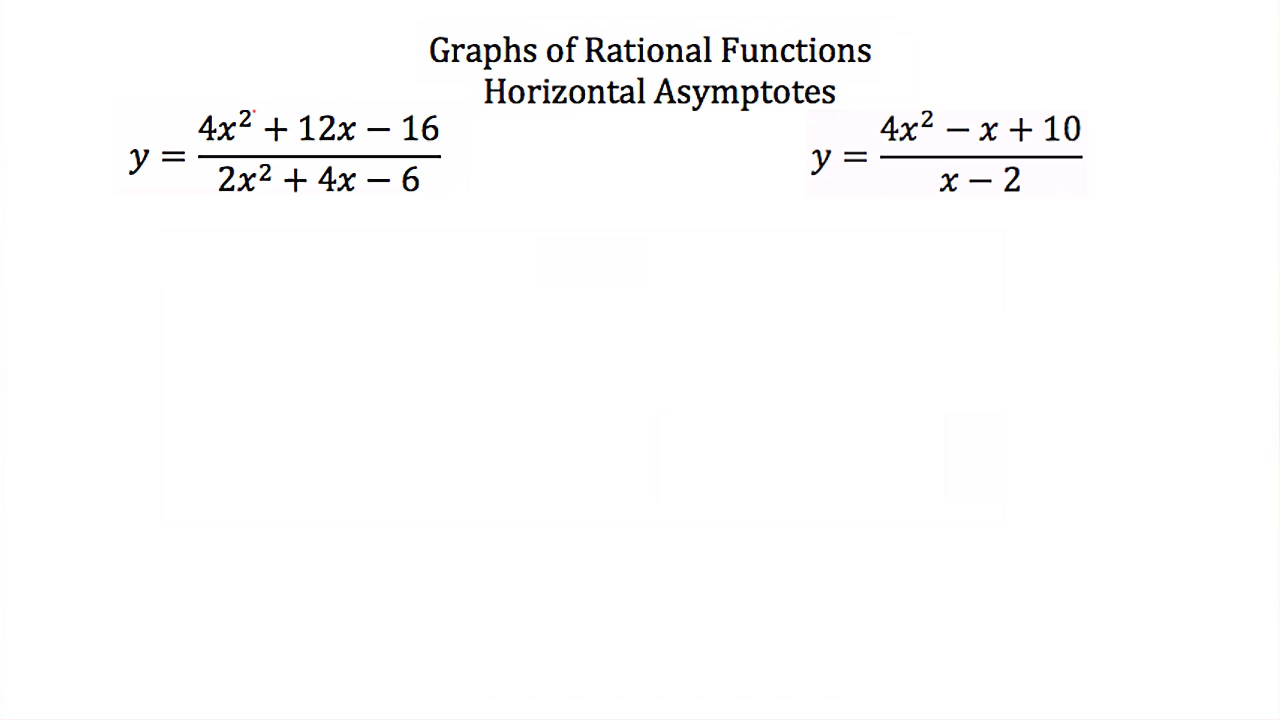 Graphs of Rational Functions
Horizontal Asymptotes
y = (4x² + 12x − 16)/(2x² + 4x − 6)
y = (4x² − x + 10)/(x − 2)